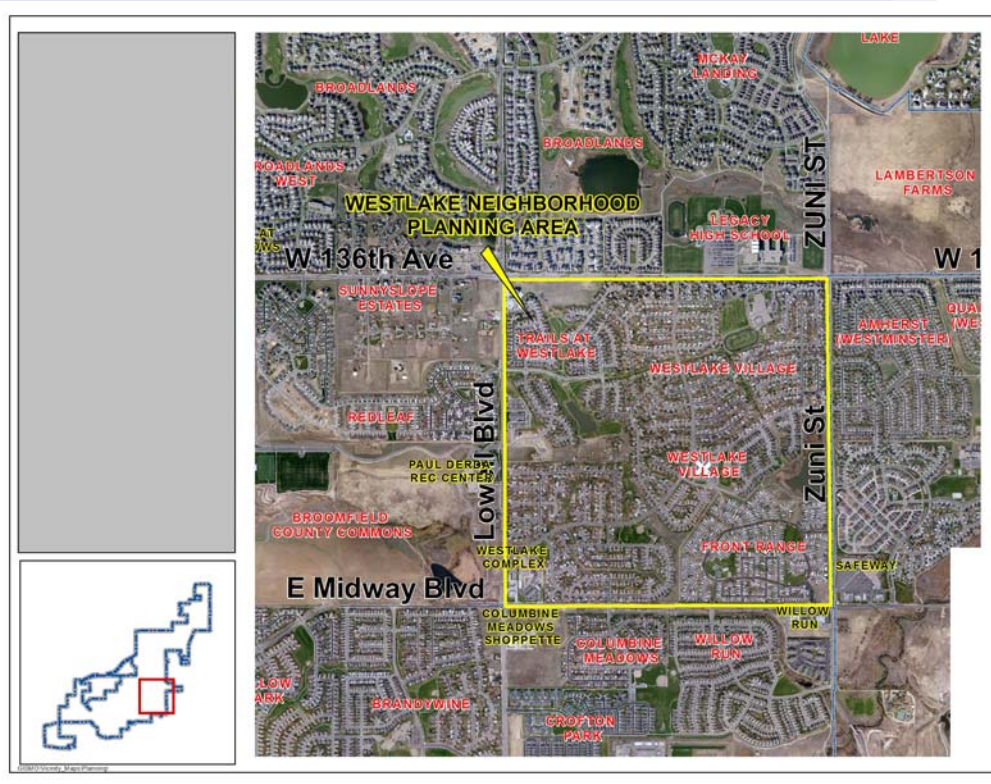 LAKE
MCKAY
LANDING
BROADLANDS
BROADLANDS
ZUNI ST
WEST
LAMBERTSON
FARMS
WESTLAKE NEIGHBORHOOD
PLANNING AREA
LEGACY
HIGH SCHOOL
W 136th Ave
W 1
SUNNYSLOPE
ESTATES
TRAILS AT
WESTLAKE
AMHERST
(WESTMINSTER)
WESTLAKE VILLAGE
REDLEAF
Lowell Blvd
WESTLAKE
VILLAGE
Zuni St
PAUL DERDA
REC CENTER
BROOMFIELD
COUNTY COMMONS
FRONT RANGE
WESTLAKE
COMPLEX
SAFEWAY
E Midway Blvd
COLUMBINE
MEADOWS
SHOPPETTE
WILLOW
RUN
COLUMBINE
MEADOWS
WILLOW
RUN
BRANDYWINE
CROFTON
PARK